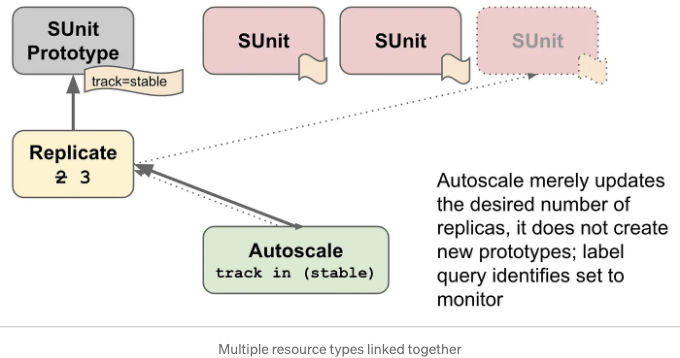 SUnit
Prototype
track=stable
SUnit
SUnit
SUnit
Replicate
2 3
Autoscale
track in (stable)
Autoscale merely updates
the desired number of
replicas, it does not create
new prototypes; label
query identifies set to
monitor
Multiple resource types linked together